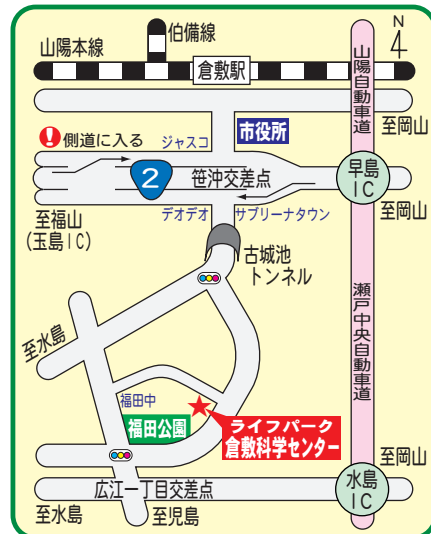 伯備線
山陽本線
倉敷駅
N
山陽自動車道
至岡山
側道に入る
ジャスコ
市役所
2
笹沖交差点
早島
IC
至福山
(玉島IC)
デオデオ
サブリーナタウン
至岡山
古城池
トンネル
至水島
瀬戸中央自動車道
福田中
福田公園
ライフパーク
倉敷科学センター
至岡山
広江一丁目交差点
水島
IC
至水島
至児島